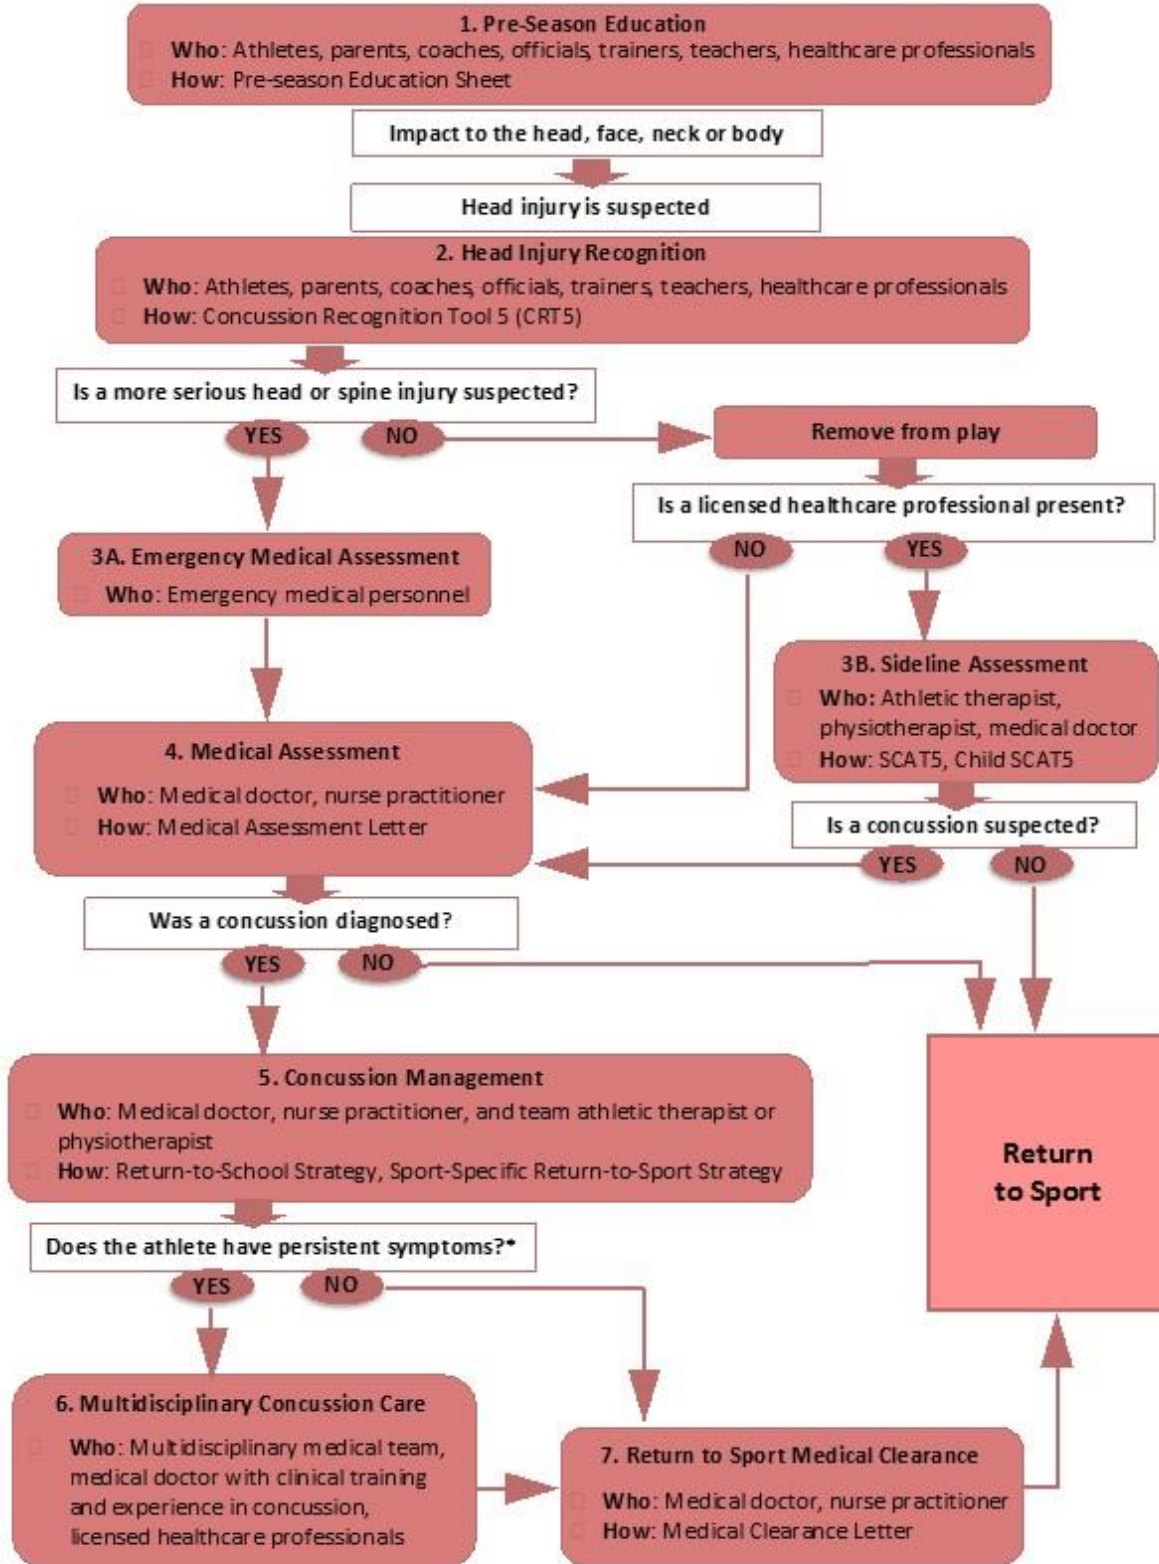 1. Pre-Season Education
Who: Athletes, parents, coaches, officials, trainers, teachers, healthcare professionals
How: Pre-season Education Sheet
Impact to the head, face, neck or body
Head injury is suspected
2. Head Injury Recognition
Who: Athletes, parents, coaches, officials, trainers, teachers, healthcare professionals
How: Concussion Recognition Tool 5 (CRT5)
Is a more serious head or spine injury suspected?
YES
NO
Remove from play
Is a licensed healthcare professional present?
NO
YES
3A. Emergency Medical Assessment
Who: Emergency medical personnel
3B. Sideline Assessment
Who: Athletic therapist,
physiotherapist, medical doctor
How: SCAT5, Child SCAT5
4. Medical Assessment
Who: Medical doctor, nurse practitioner
How: Medical Assessment Letter
Is a concussion suspected?
YES
NO
Was a concussion diagnosed?
YES
NO
5. Concussion Management
Who: Medical doctor, nurse practitioner, and team athletic therapist or
physiotherapist
How: Return-to-School Strategy, Sport-Specific Return-to-Sport Strategy
Return
to Sport
Does the athlete have persistent symptoms?*
YES
NO
6. Multidisciplinary Concussion Care
Who: Multidisciplinary medical team,
medical doctor with clinical training
and experience in concussion,
licensed healthcare professionals
7. Return to Sport Medical Clearance
Who: Medical doctor, nurse practitioner
How: Medical Clearance Letter